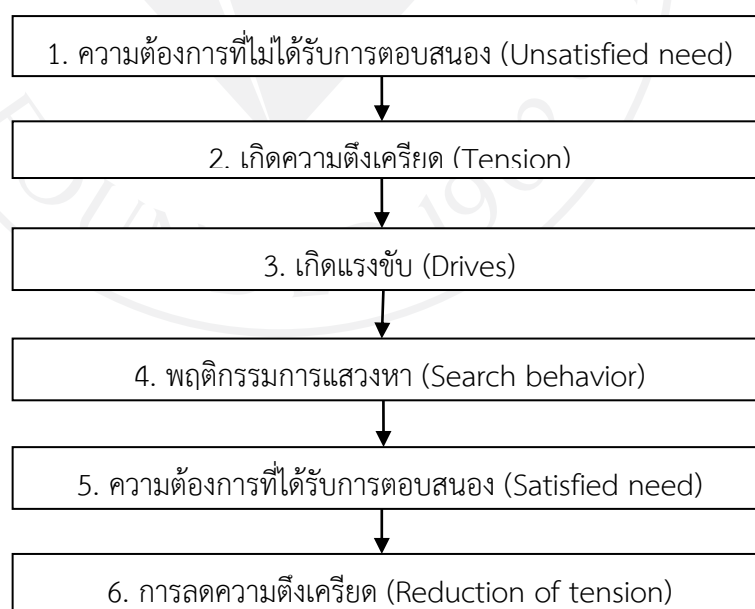 1. ความต้องการที่ไม่ได้รับการตอบสนอง (Unsatisfied need)
2. เกิดความตึงเครียด (Tension)
3. เกิดแรงขับ (Drives)
4. พฤติกรรมการแสวงหา (Search behavior)
5. ความต้องการที่ได้รับการตอบสนอง (Satisfied need)
6. การลดความตึงเครียด (Reduction of tension)